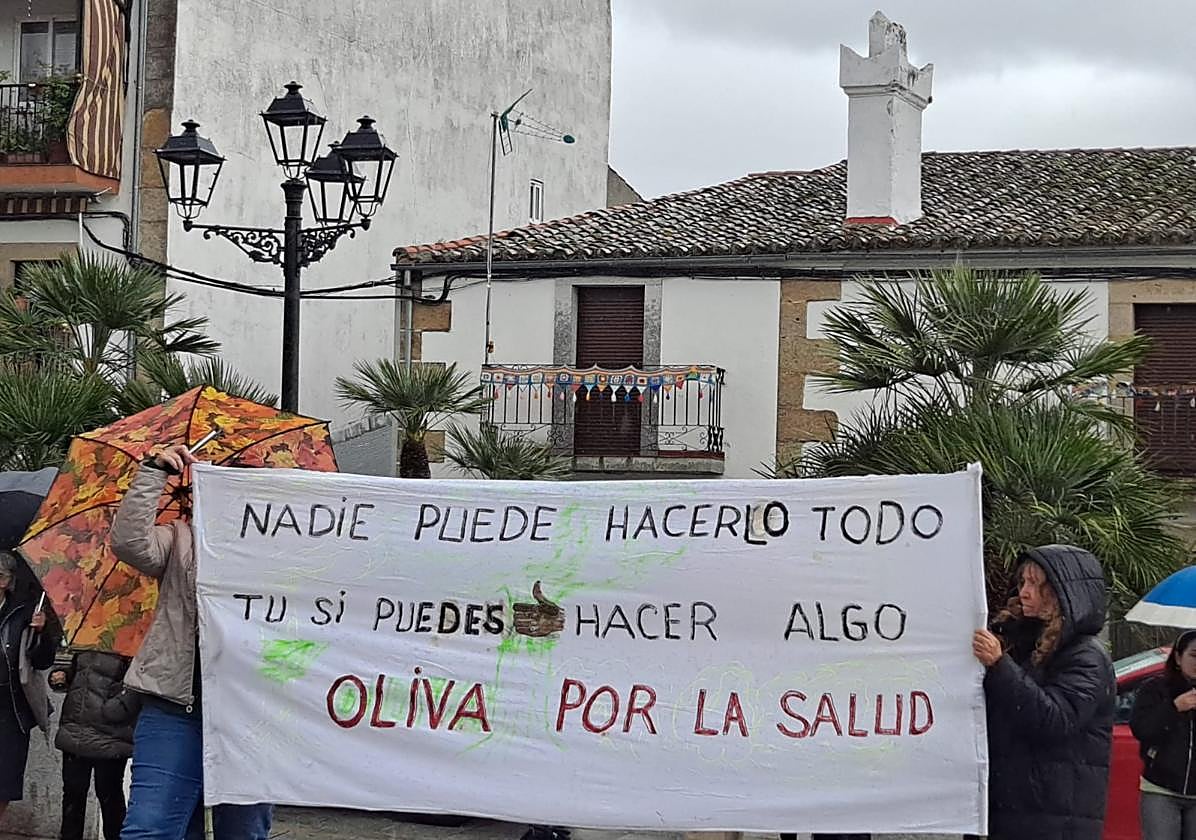 NADIE PUEDE HACERLO TODO
TU SI PUEDES HACER ALGO
OLIVA POR LA SALUD